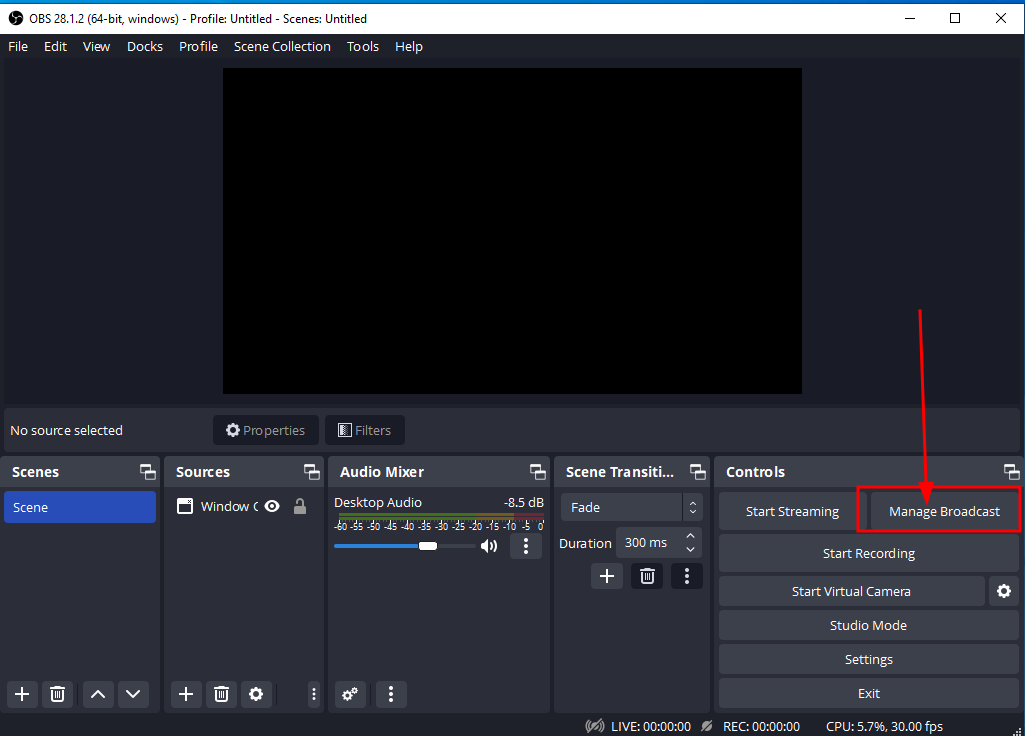 OBS 28.1.2 (64-bit, windows) - Profile: Untitled - Scenes: Untitled
File Edit View Docks Profile Scene Collection Tools Help
No source selected Properties Filters
Scenes Sources Audio Mixer Scene Transiti... Controls
Scene
Window C
Desktop Audio -8.5 dB
-60 -55 -50 -45 -40 -35 -30 -25 -20 -15 -10 -5 0
Fade
Duration 300 ms
Start Streaming Manage Broadcast
Start Recording
Start Virtual Camera
Studio Mode
Settings
Exit
LIVE: 00:00:00 REC: 00:00:00 CPU: 5.7%, 30.00 fps